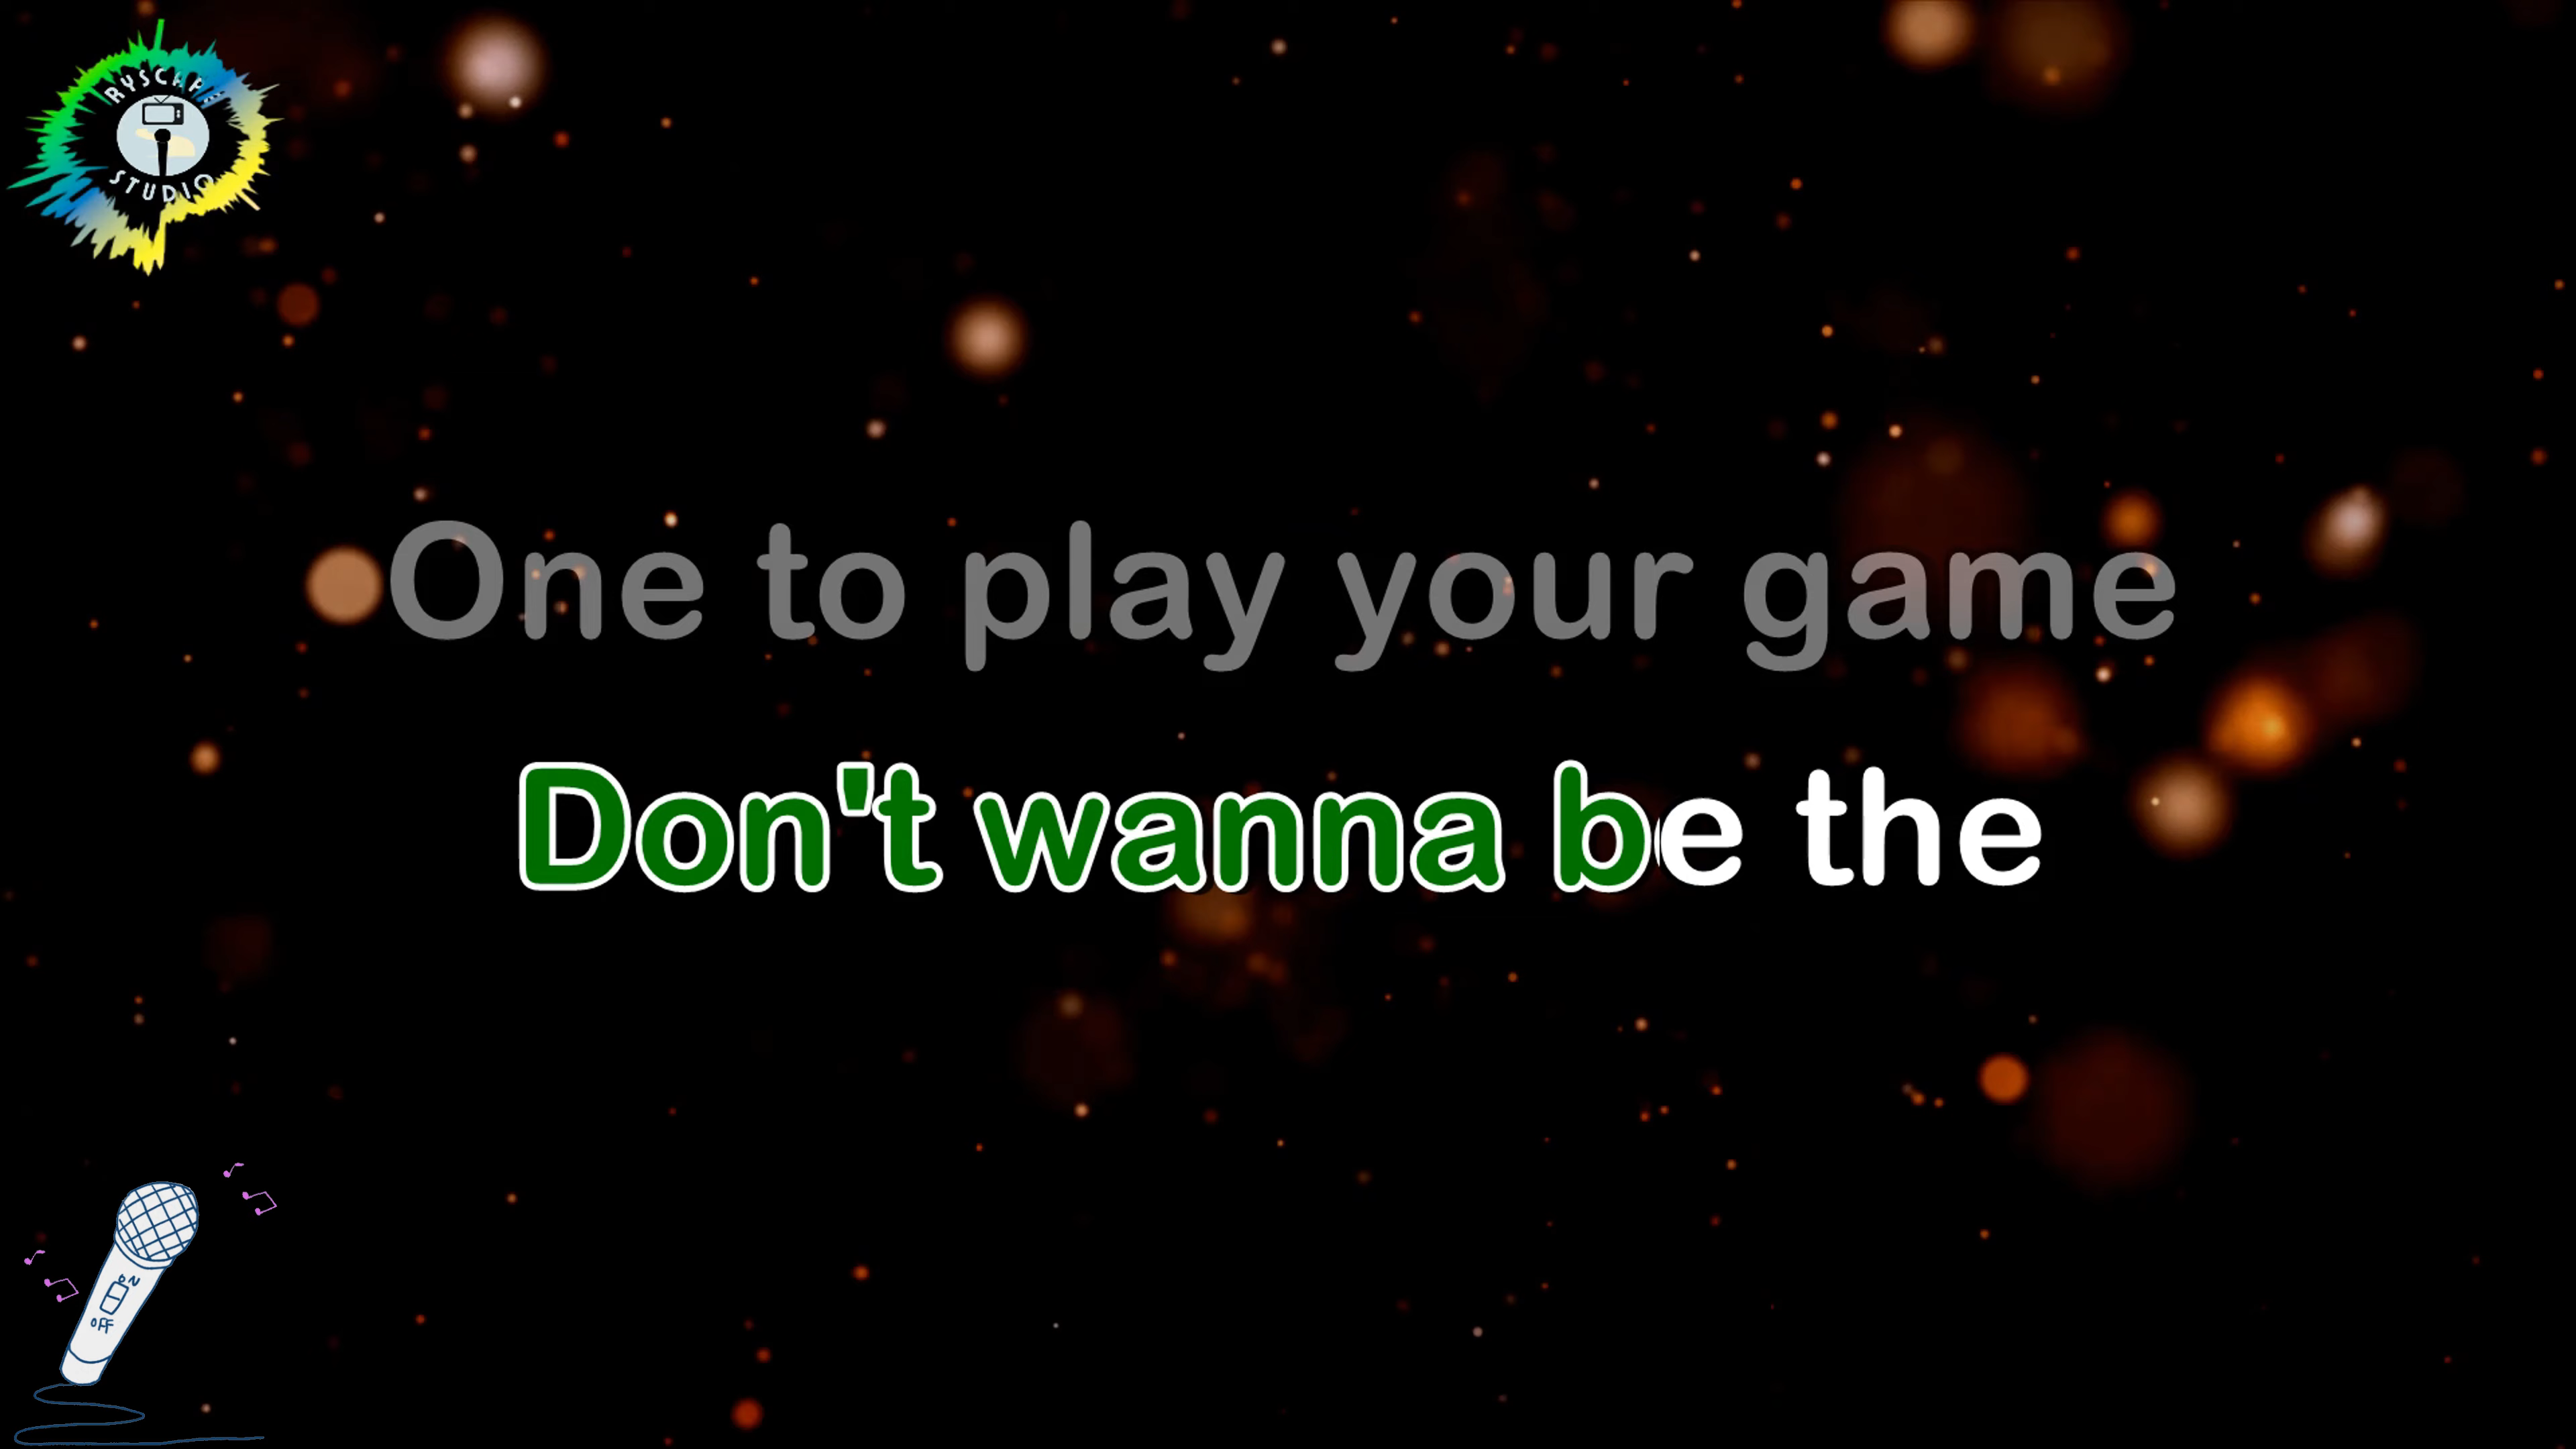 RYSCAPE
STUDIO
One to play your game
Don't wanna be the
ON
OFF